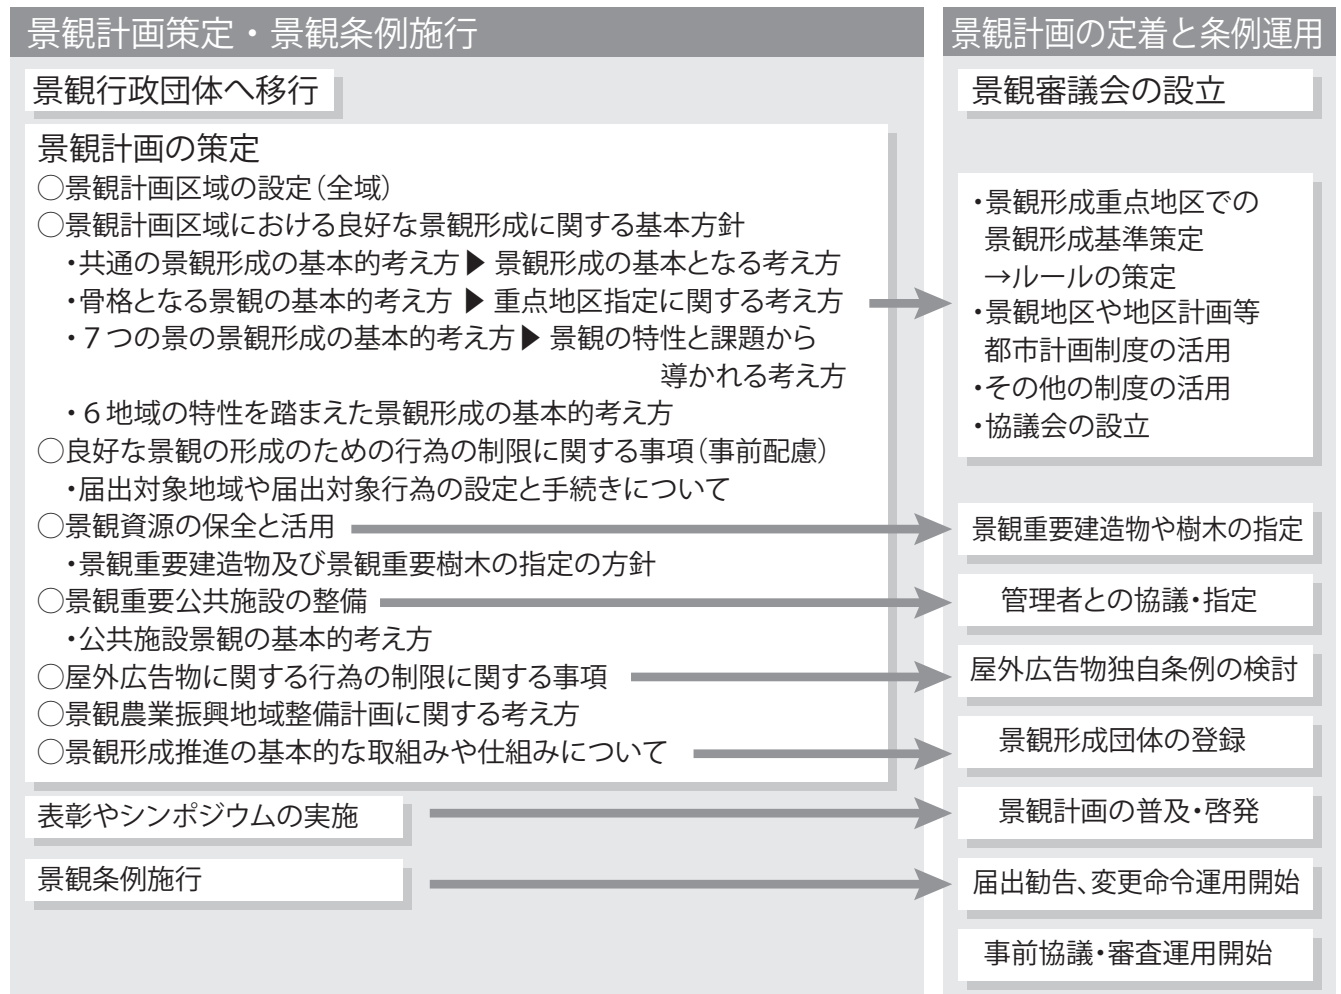 景観計画策定・景観条例施行
景観行政団体へ移行
景観計画の策定
○景観計画区域の設定(全域)
○景観計画区域における良好な景観形成に関する基本方針
・共通の景観形成の基本的考え方▶ 景観形成の基本となる考え方
・骨格となる景観の基本的考え方 ▶ 重点地区指定に関する考え方
・7つの景の景観形成の基本的考え方▶ 景観の特性と課題から
導かれる考え方
・6地域の特性を踏まえた景観形成の基本的考え方
○良好な景観の形成のための行為の制限に関する事項(事前配慮)
・届出対象地域や届出対象行為の設定と手続きについて
○景観資源の保全と活用
・景観重要建造物及び景観重要樹木の指定の方針
○景観重要公共施設の整備
・公共施設景観の基本的考え方
○屋外広告物に関する行為の制限に関する事項
○景観農業振興地域整備計画に関する考え方
○景観形成推進の基本的な取組みや仕組みについて
表彰やシンポジウムの実施
景観条例施行
景観計画の定着と条例運用
景観審議会の設立
・景観形成重点地区での
景観形成基準策定
→ルールの策定
・景観地区や地区計画等
都市計画制度の活用
・その他の制度の活用
・協議会の設立
景観重要建造物や樹木の指定
管理者との協議・指定
屋外広告物独自条例の検討
景観形成団体の登録
景観計画の普及・啓発
届出勧告、変更命令運用開始
事前協議・審査運用開始